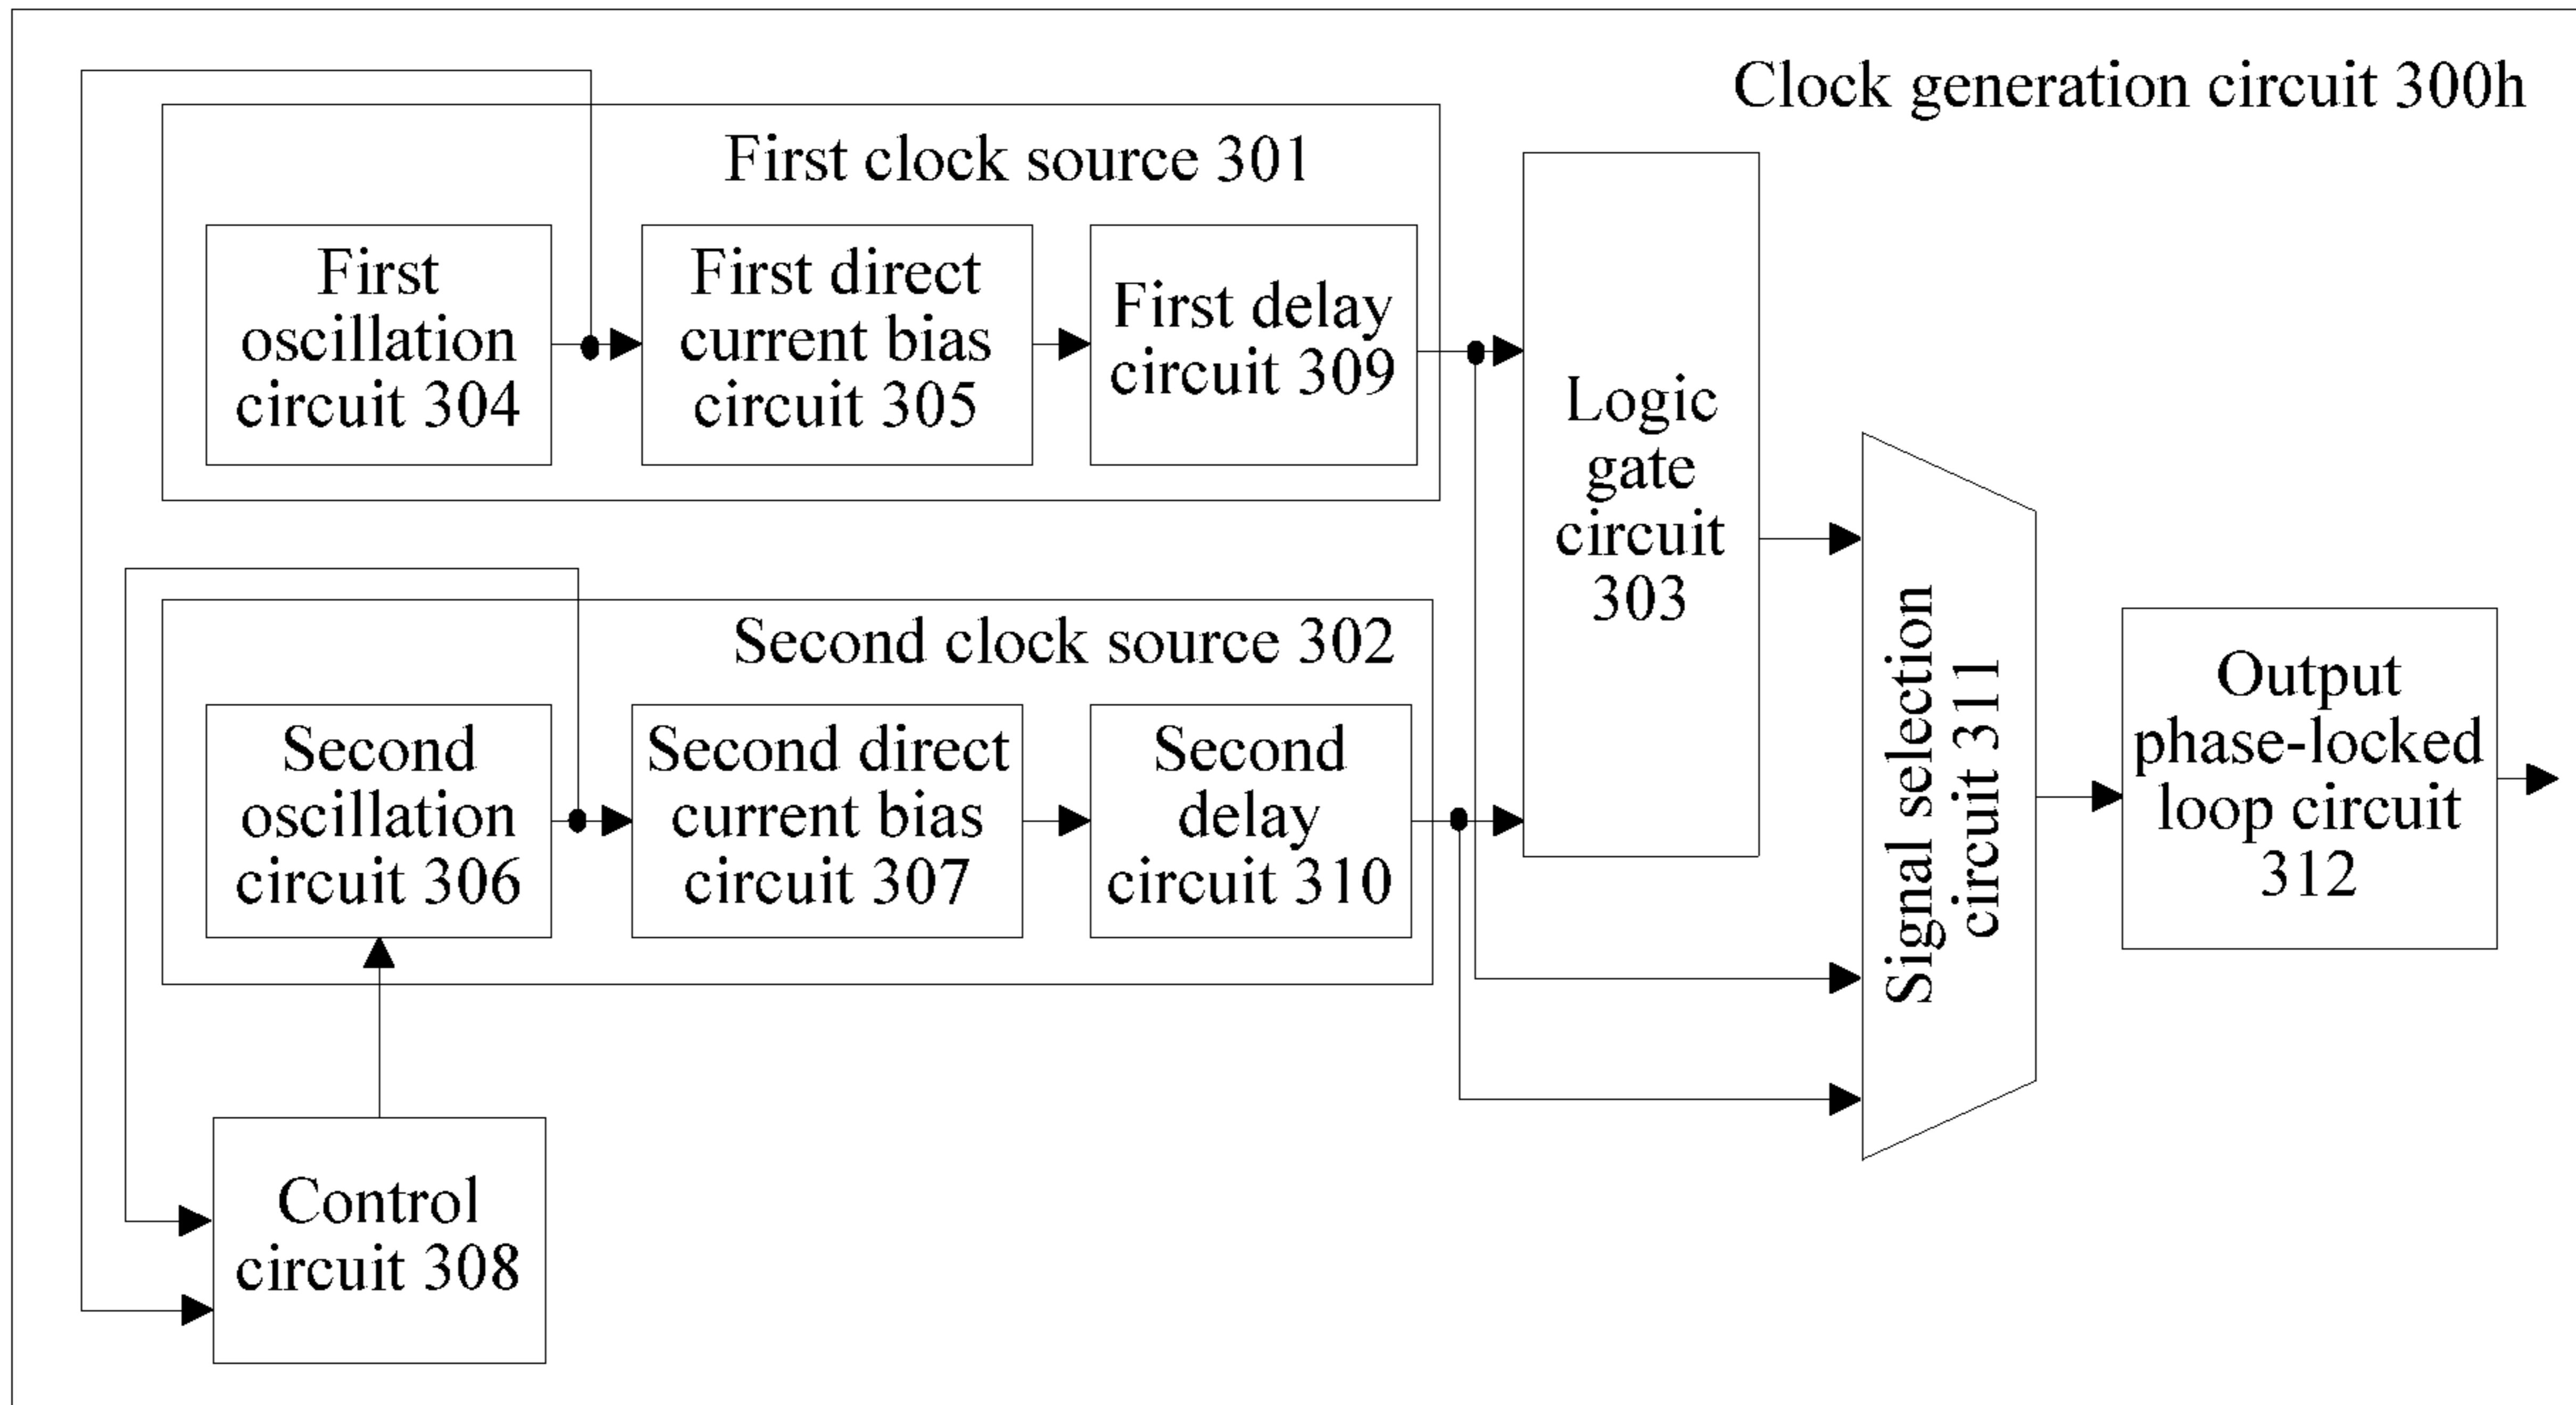 Clock generation circuit 300h
First clock source 301
First
oscillation
circuit 304
First direct
current bias
circuit 305
First delay
circuit 309
Logic
gate
circuit
303
Second clock source 302
Second
oscillation
circuit 306
Second direct
current bias
circuit 307
Second
delay
circuit 310
Signal selection
circuit 311
Output
phase-locked
loop circuit
312
Control
circuit 308